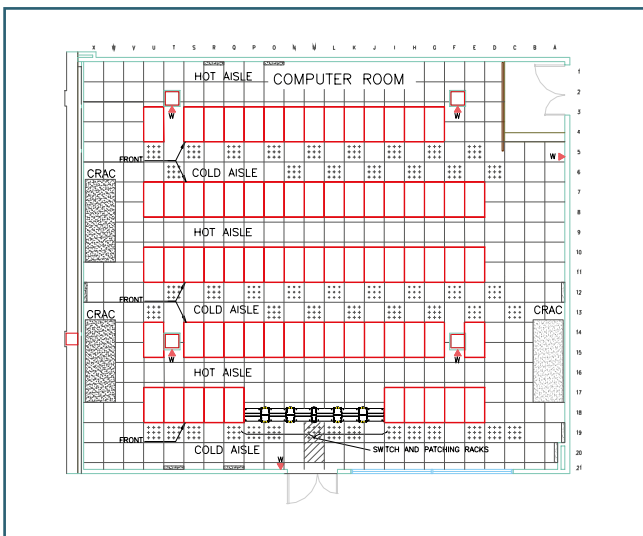 X W V U T S R Q P O N M L K J I H G F E D C B A
HOT AISLE
COMPUTER ROOM
1
2
W
W
3
4
5
FRONT
W
6
CRAC
COLD AISLE
7
8
HOT AISLE
9
10
11
12
FRONT
COLD AISLE
13
CRAC
CRAC
14
W
W
15
HOT AISLE
16
17
18
19
FRONT
COLD AISLE
SWITCH AND PATCHING RACKS
20
W
21